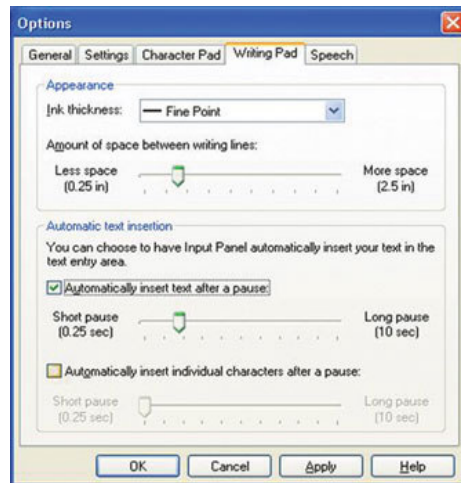 Options
General Settings Character Pad Writing Pad Speech
Appearance
Ink thickness: Fine Point
Amount of space between writing lines:
Less space More space
(0.25 in) (2.5 in)
Automatic text insertion
You can choose to have Input Panel automatically insert your text in the
text entry area.
Automatically insert text after a pause:
Short pause Long pause
(0.25 sec) (10 sec)
Automatically insert individual characters after a pause:
Short pause Long pause
(0.25 sec) (10 sec)
OK Cancel Apply Help